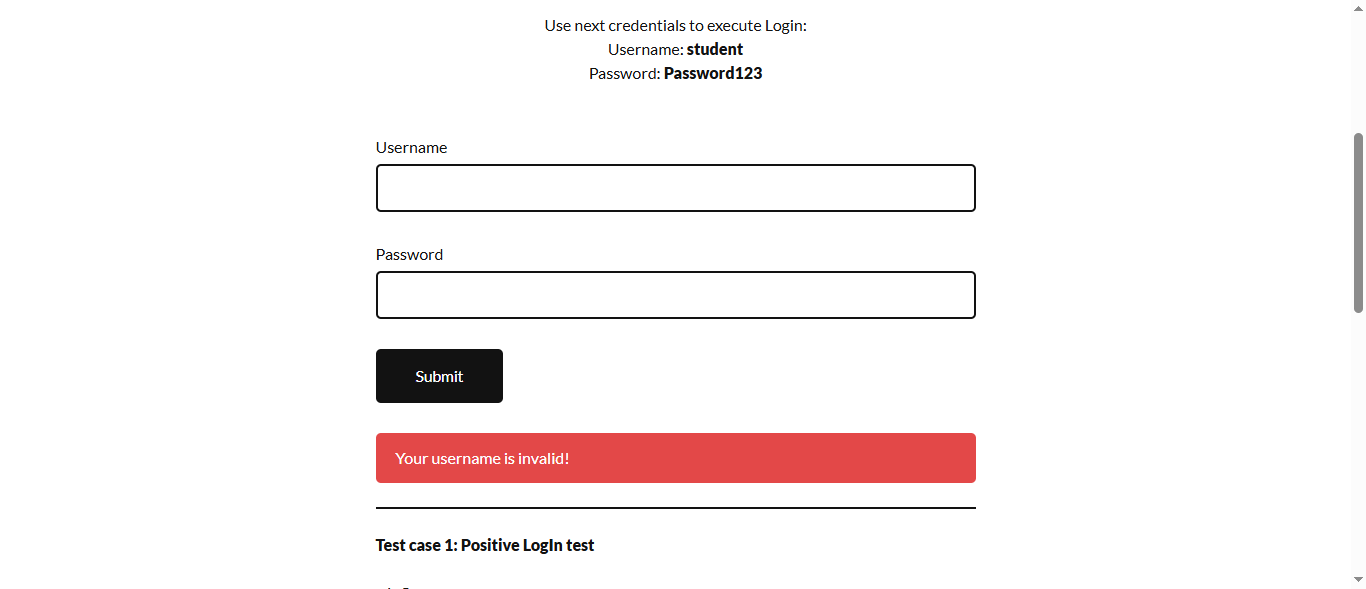 Use next credentials to execute Login:
Username: student
Password: Password123
Username
Password
Submit
Your username is invalid!
Test case 1: Positive LogIn test